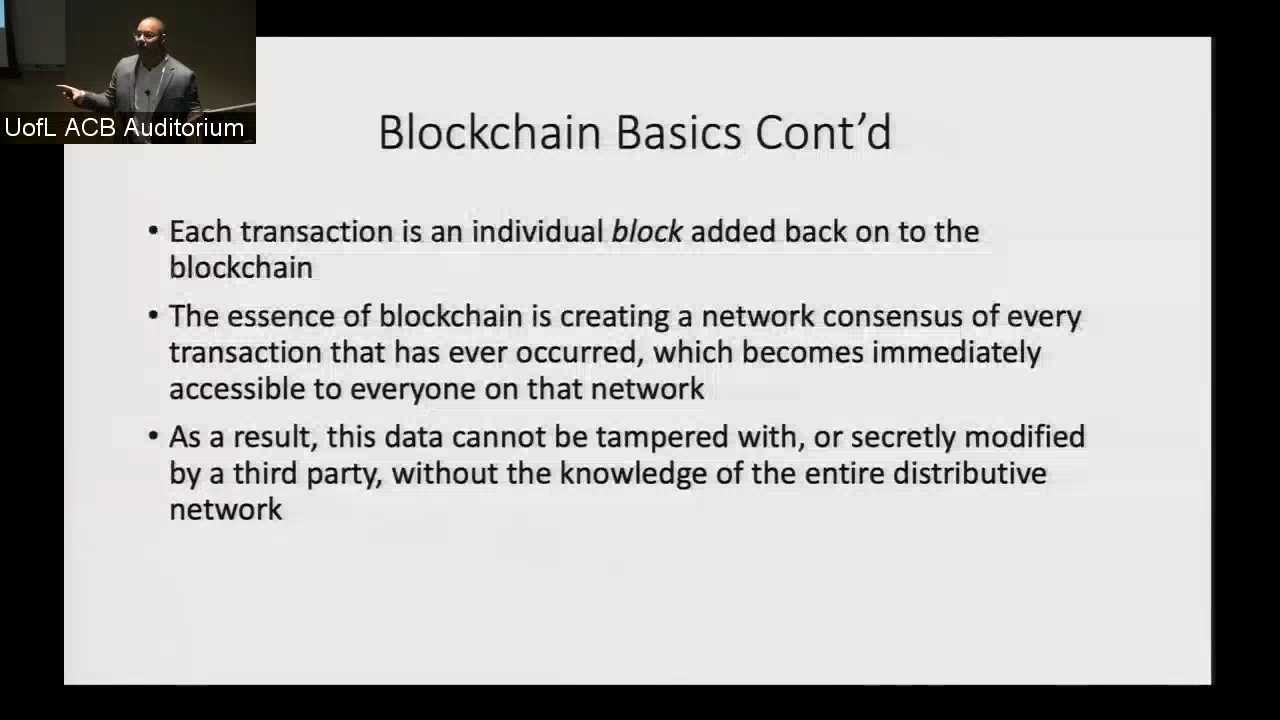 UofL ACB Auditorium
Blockchain Basics Cont’d
• Each transaction is an individual block added back on to the
blockchain
• The essence of blockchain is creating a network consensus of every
transaction that has ever occurred, which becomes immediately
accessible to everyone on that network
• As a result, this data cannot be tampered with, or secretly modified
by a third party, without the knowledge of the entire distributive
network